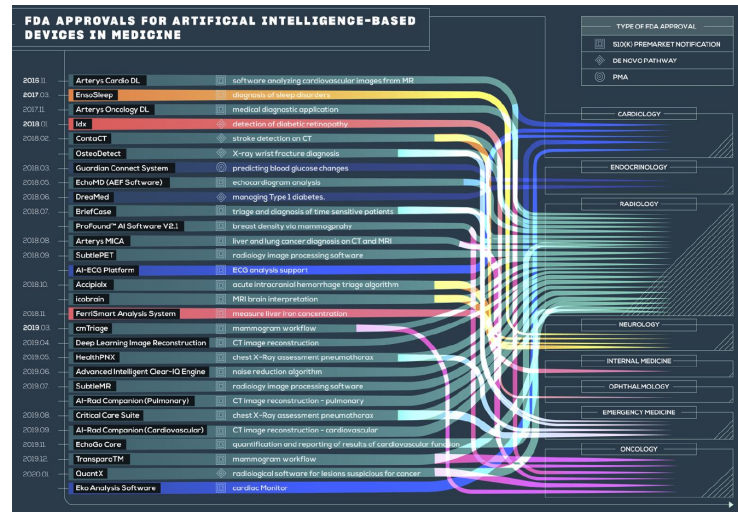 FDA APPROVALS FOR ARTIFICIAL INTELLIGENCE-BASED
DEVICES IN MEDICINE
TYPE OF FDA APPROVAL
510(K) PREMARKET NOTIFICATION
DE NOVO PATHWAY
PMA
2016.11. Arterys Cardio DL software analyzing cardiovascular images from MR
2017.03. EnsoSleep diagnosis of sleep disorders
2017.11. Arterys Oncology DL medical diagnostic application
2018.01. Idx detection of diabetic retinopathy
2018.02. ContaCT stroke detection on CT
OsteoDetect X-ray wrist fracture diagnosis
2018.03. Guardian Connect System predicting blood glucose changes
2018.05. EchoMD (AEF Software) echocardiogram analysis
2018.06. DreaMed managing Type 1 diabetes.
2018.07. BriefCase triage and diagnosis of time sensitive patients
ProFound™ AI Software V2.1 breast density via mammograhy
2018.08. Arterys MICA liver and lung cancer diagnosis on CT and MRI
2018.09. SubtlePET radiology image processing software
AI-ECG Platform ECG analysis support
2018.10. Accipiolx acute intracranial hemorrhage triage algorithm
icobrain MRI brain interpretation
2018.11. FerriSmart Analysis System measure liver iron concentration
2019.03. cmTriage mammogram workflow
2019.04. Deep Learning Image Reconstruction CT image reconstruction
2019.05. HealthPNX chest X-Ray assessment pneumothorax
2019.06. Advanced Intelligent Clear-IQ Engine noise reduction algorithm
2019.07. SubtleMR radiology image processing software
AI-Rad Companion (Pulmonary) CT image reconstruction - pulmonary
2019.08. Critical Care Suite chest X-Ray assessment pneumothorax
2019.09. AI-Rad Companion (Cardiovascular) CT image reconstruction - cardiovascular
2019.11. EchoGo Core quantification and reporting of results of cardiovascular function
2019.12. TransparaTM mammogram workflow
2020.01. QuantX radiological software for lesions suspicious for cancer
Eko Analysis Software cardiac Monitor
CARDIOLOGY
ENDOCRINOLOGY
RADIOLOGY
NEUROLOGY
INTERNAL MEDICINE
OPHTHALMOLOGY
EMERGENCY MEDICINE
ONCOLOGY